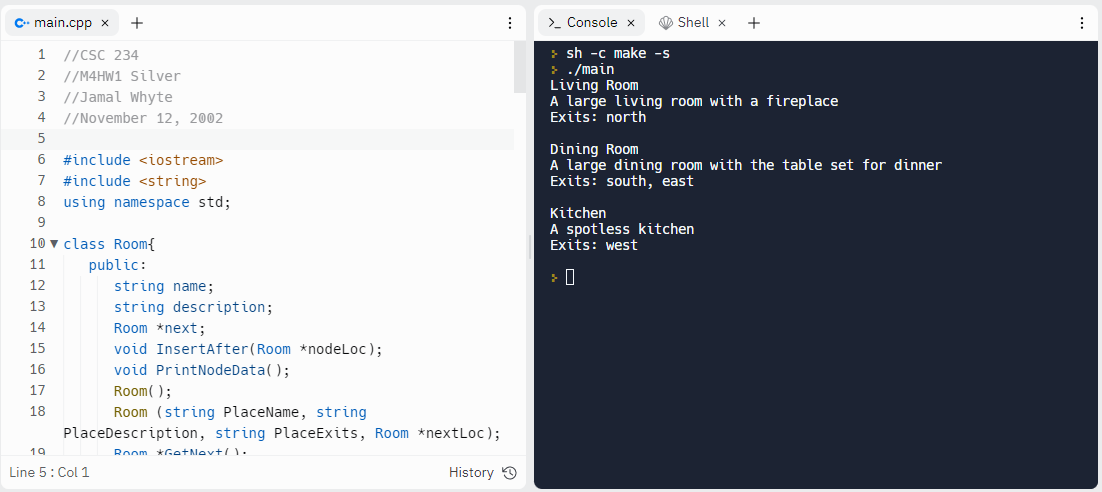 main.cpp
1 //CSC 234
2 //M4HW1 Silver
3 //Jamal Whyte
4 //November 12, 2002
5
6 #include <iostream>
7 #include <string>
8 using namespace std;
9
10 class Room{
11 public:
12 string name;
13 string description;
14 Room *next;
15 void InsertAfter(Room *nodeLoc);
16 void PrintNodeData();
17 Room();
18 Room (string PlaceName, string
PlaceDescription, string PlaceExits, Room *nextLoc);
19 Room *GetNext();
Line 5 : Col 1
History
Console
Shell
sh -c make -s
./main
Living Room
A large living room with a fireplace
Exits: north
Dining Room
A large dining room with the table set for dinner
Exits: south, east
Kitchen
A spotless kitchen
Exits: west